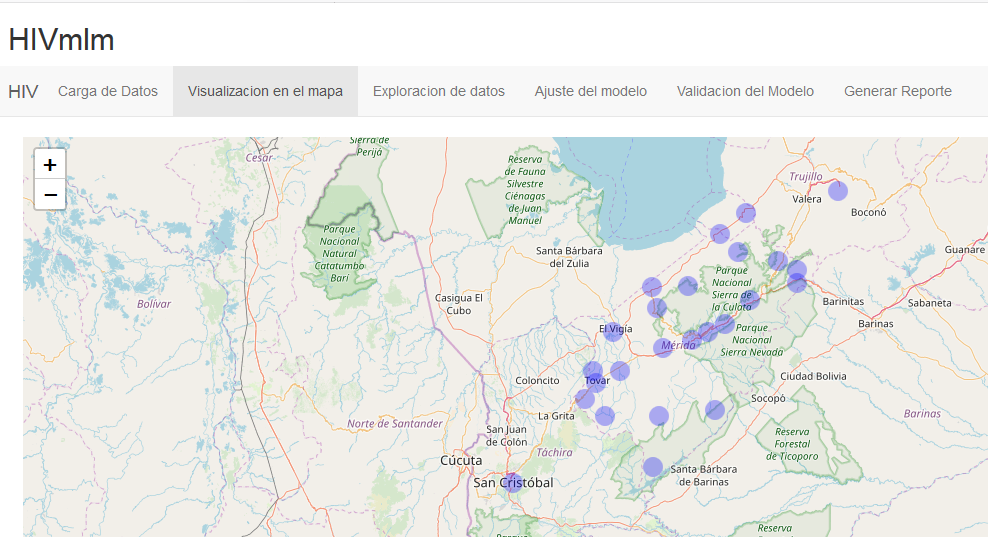 HIVmlm
HIV Carga de Datos Visualizacion en el mapa Exploracion de datos Ajuste del modelo Validacion del Modelo Generar Reporte
+
−
Sierra de
Perijá
Cesar
Reserva
de Fauna
Silvestre
Ciénagas
de Juan
Manuel
Trujillo
Valera
Boconó
Parque
Nacional
Natural
Catatumbo
Barí
Santa Bárbara
del Zulia
Guanare
Parque
Nacional
Sierra de
la Culata
Bolívar
Casigua El
Cubo
Barinitas
Sabaneta
Barinas
El Vigía
Mérida
Parque
Nacional
Sierra Nevada
Coloncito
Tovar
Ciudad Bolivia
Socopó
La Grita
Barinas
Norte de Santander
San Juan
de Colón
Reserva
Forestal
de Ticoporo
Táchira
Cúcuta
Santa Bárbara
de Barinas
San Cristóbal
Reserva